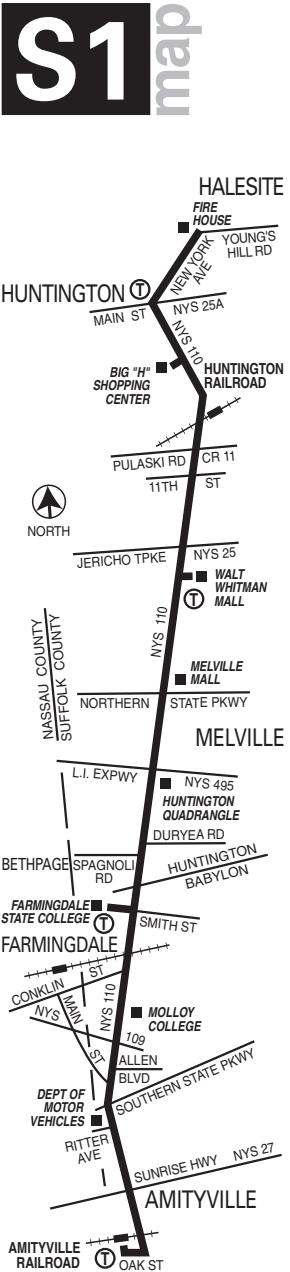 S1
map
HALESITE
FIRE
HOUSE
YOUNG'S
HILL RD
NEW YORK
AVE
HUNTINGTON
T
MAIN ST
NYS 25A
NYS 110
BIG "H"
SHOPPING
CENTER
HUNTINGTON
RAILROAD
PULASKI RD
CR 11
11TH ST
NORTH
JERICHO TPKE
NYS 25
WALT
WHITMAN
MALL
T
NYS 110
NASSAU COUNTY
SUFFOLK COUNTY
MELVILLE
MALL
NORTHERN STATE PKWY
MELVILLE
L.I. EXPWY
NYS 495
HUNTINGTON
QUADRANGLE
DURYEA RD
BETHPAGE
SPAGNOLI
RD
HUNTINGTON
BABYLON
FARMINGDALE
STATE COLLEGE
T
SMITH ST
FARMINGDALE
CONKLIN ST
NYS 109
MAIN ST
NYS 110
MOLLOY
COLLEGE
ALLEN
BLVD
SOUTHERN STATE PKWY
DEPT OF
MOTOR
VEHICLES
RITTER
AVE
SUNRISE HWY NYS 27
AMITYVILLE
AMITYVILLE
RAILROAD
T
OAK ST